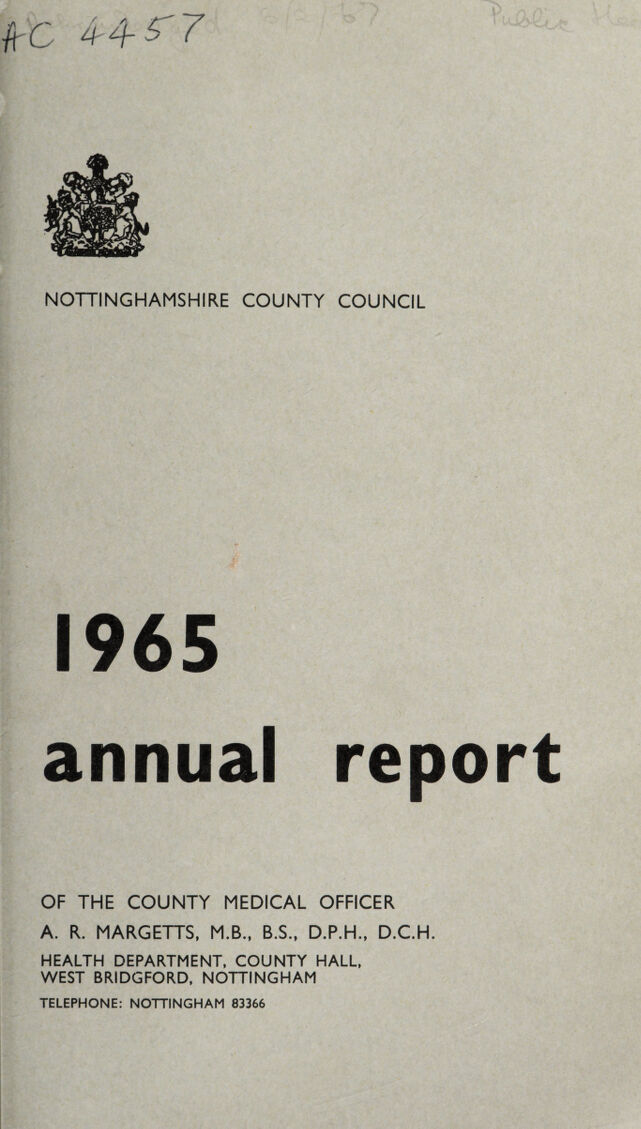 AC 4457
Public
NOTTINGHAMSHIRE COUNTY COUNCIL
1965
annual report
OF THE COUNTY MEDICAL OFFICER
A. R. MARGETTS, M.B., B.S., D.P.H., D.C.H.
HEALTH DEPARTMENT, COUNTY HALL,
WEST BRIDGFORD, NOTTINGHAM
TELEPHONE: NOTTINGHAM 83366